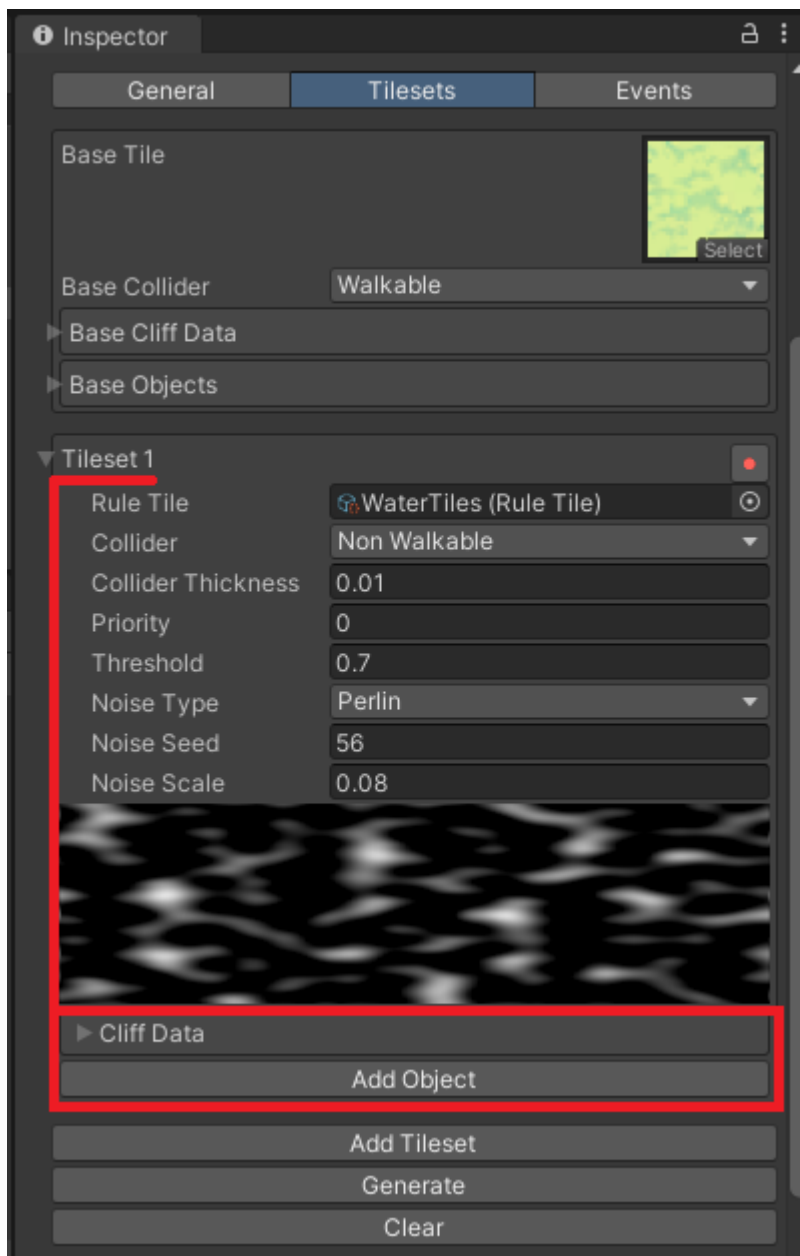 Inspector
General Tilesets Events
Base Tile
Select
Base Collider Walkable
Base Cliff Data
Base Objects
Tileset 1
Rule Tile WaterTiles (Rule Tile)
Collider Non Walkable
Collider Thickness 0.01
Priority 0
Threshold 0.7
Noise Type Perlin
Noise Seed 56
Noise Scale 0.08
Cliff Data
Add Object
Add Tileset
Generate
Clear